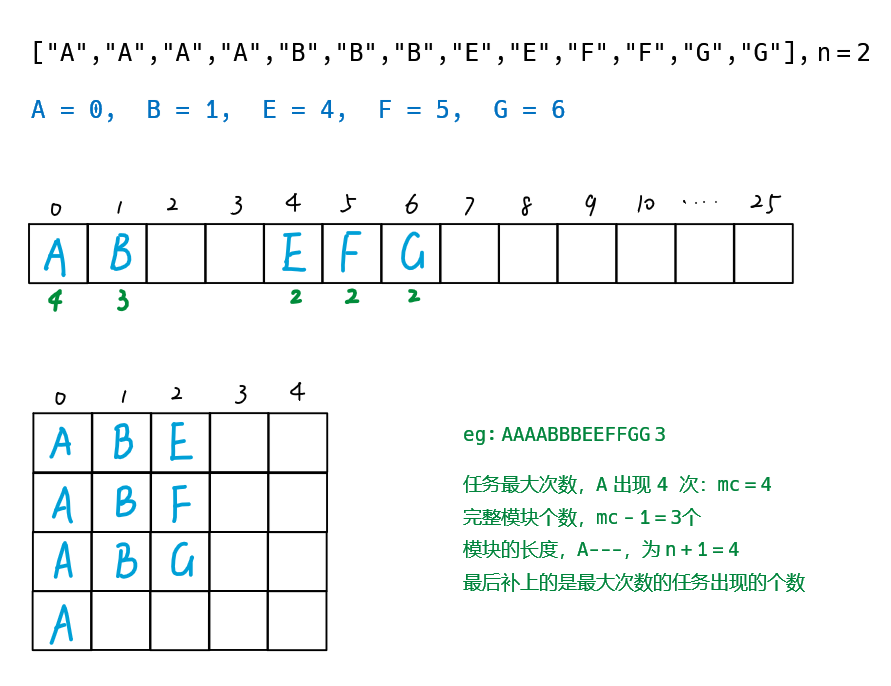 ["A","A","A","A","B","B","B","E","E","F","F","G","G"], n = 2
A = 0,  B = 1,  E = 4,  F = 5,  G = 6
0 1 2 3 4 5 6 7 8 9 10 ···· 25
A B E F G
4 3 2 2 2
0 1 2 3 4
A B E
A B F
A B G
A
eg: AAAABBBEEFFGG 3
任务最大次数，A 出现 4 次：mc = 4
完整模块个数，mc - 1 = 3个
模块的长度，A---，为 n + 1 = 4
最后补上的是最大次数的任务出现的个数